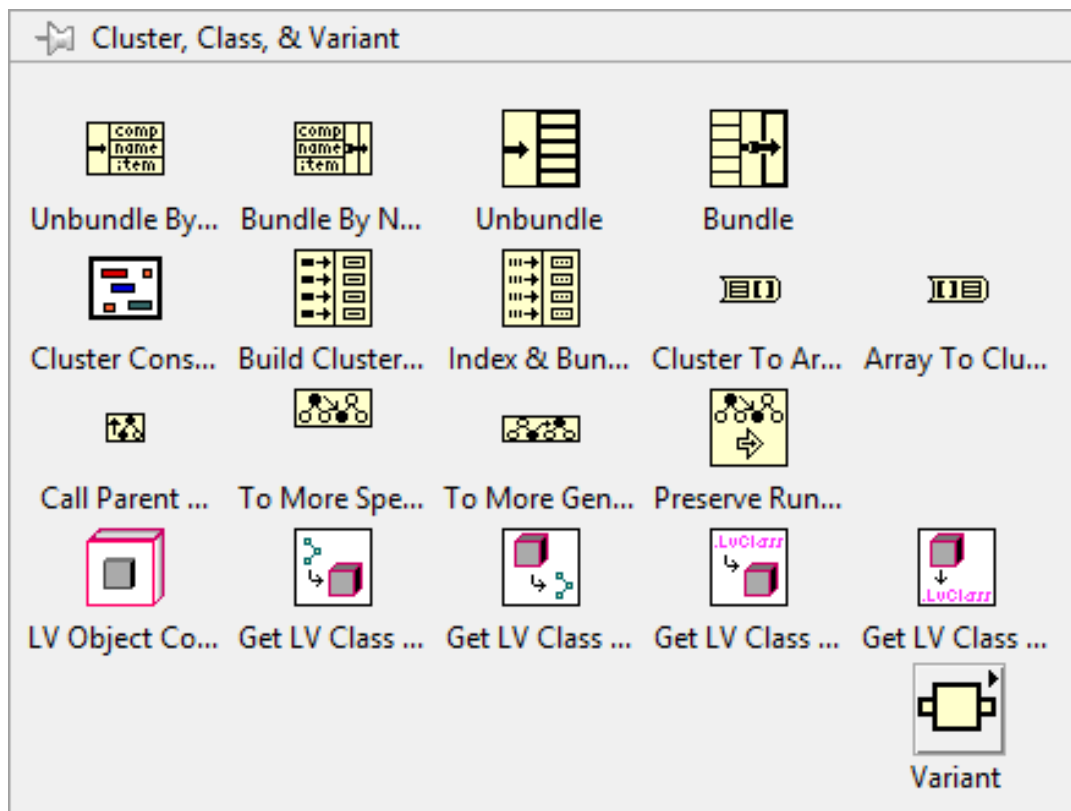 Cluster, Class, & Variant
comp comp
name name
item item
Unbundle By... Bundle By N... Unbundle Bundle
Cluster Cons... Build Cluster... Index & Bun... Cluster To Ar... Array To Clu...
Call Parent ... To More Spe... To More Gen... Preserve Run...
.LvClass
.LvClass
LV Object Co... Get LV Class ... Get LV Class ... Get LV Class ... Get LV Class ...
Variant